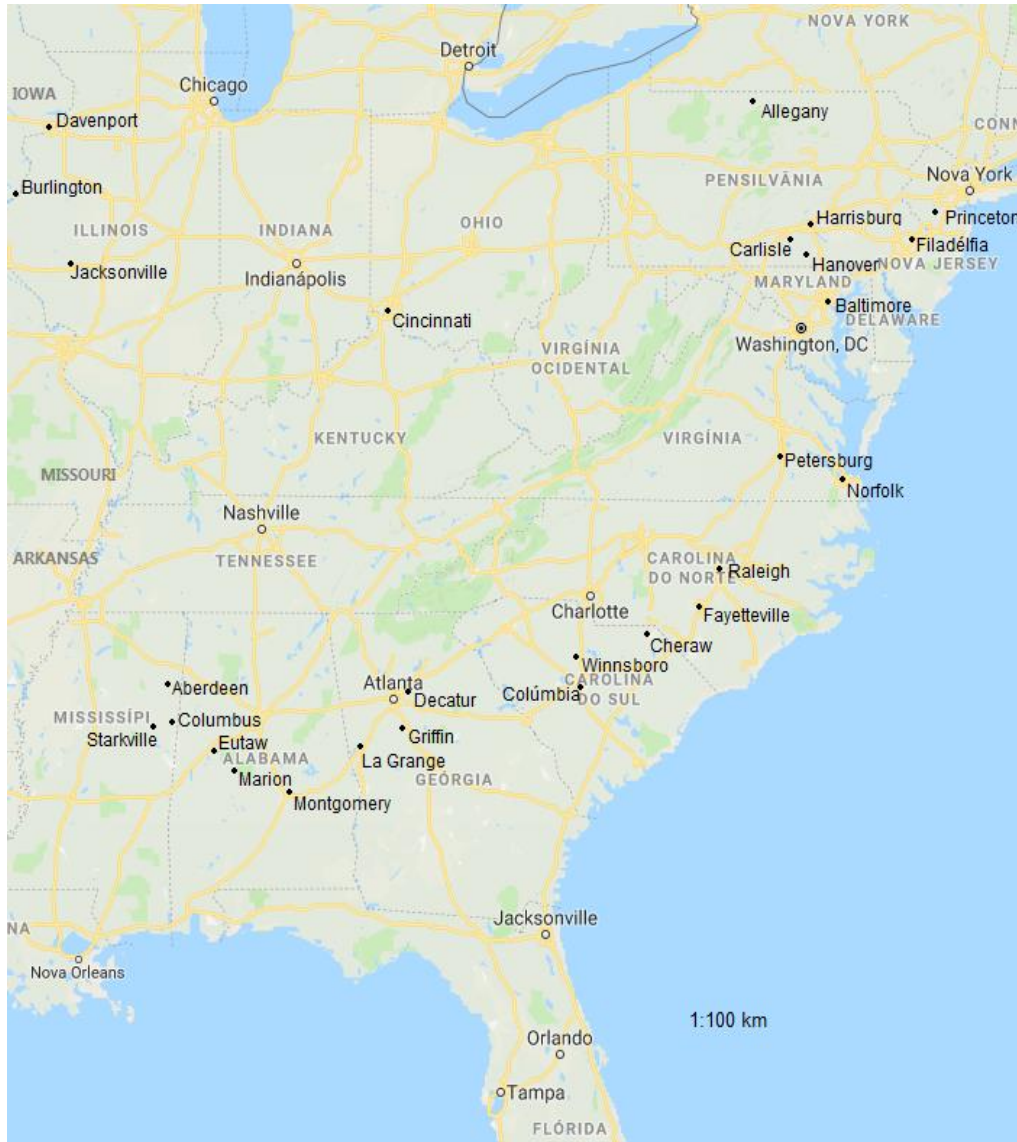 NOVA YORK
Detroit
Chicago
IOWA
Allegany
Davenport
CONN
Nova York
PENSILVÂNIA
Burlington
Princeton
Harrisburq
ILLINOIS
INDIANA
OHIO
Carlisle
Filadélfia
Hanover
NOVA JERSEY
Jacksonville
Indianápolis
MARYLAND
Baltimore
DELAWARE
Cincinnati
Washington, DC
VIRGÍNIA
OCIDENTAL
KENTUCKY
VIRGÍNIA
Petersburg
MISSOURI
Norfolk
Nashville
TENNESSEE
ARKANSAS
CAROLINA
DO NORTE
Raleigh
Charlotte
Fayetteville
Cheraw
Winnsboro
Atlanta
Aberdeen
Decatur
Colúmbia
CAROLINA
DO SUL
MISSISSÍPI
Columbus
Starkville
Griffin
Eutaw
ALABAMA
La Grange
Marion
GEÓRGIA
Montgomery
Jacksonville
NA
Nova Orleans
1:100 km
Orlando
Tampa
FLÓRIDA